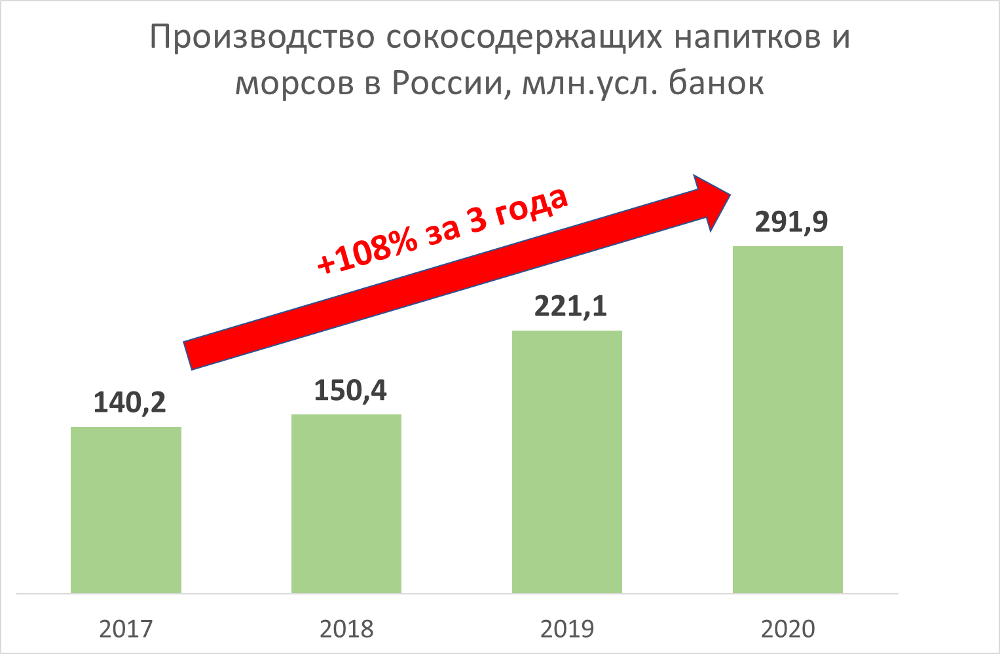 Производство сокосодержащих напитков и
морсов в России, млн.усл. банок
+108% за 3 года
291,9
221,1
150,4
140,2
2017 2018 2019 2020